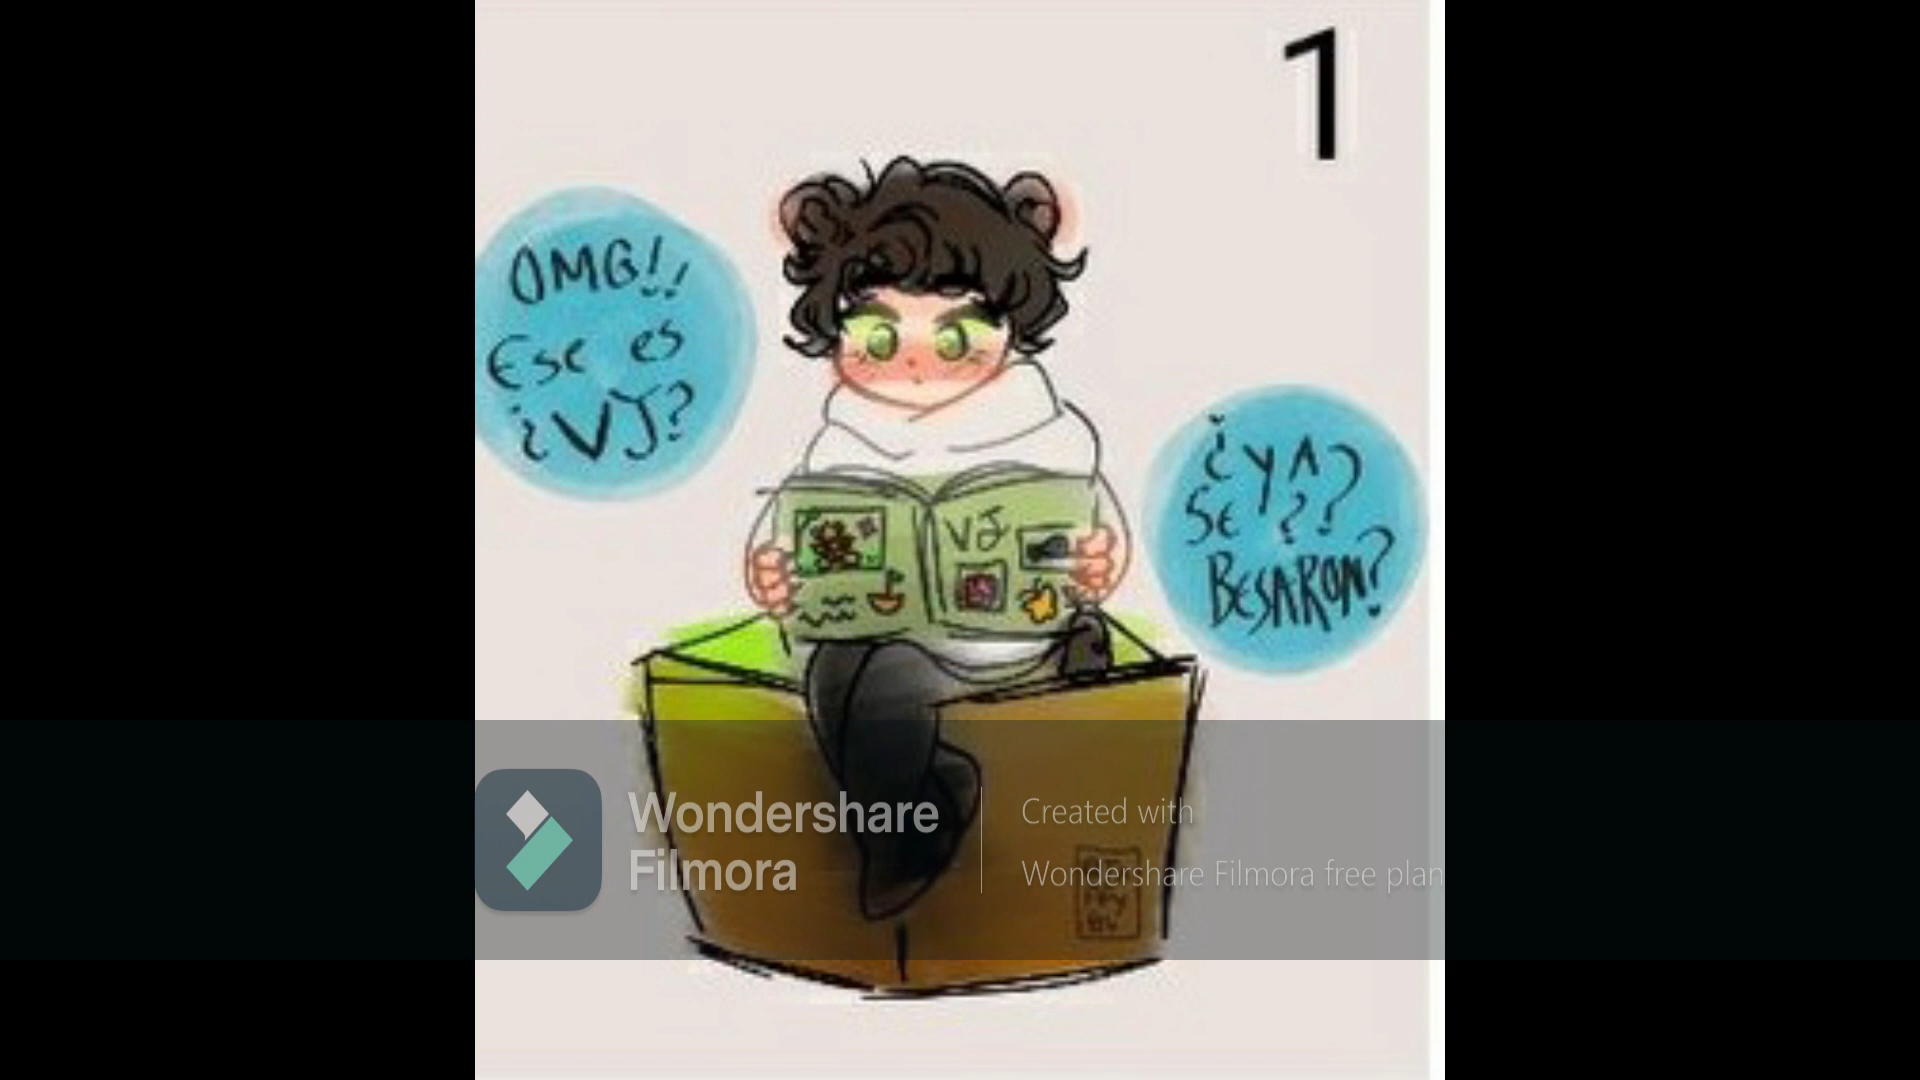 1
OMG!!
Ese es
¿VJ?
¿YA??
SE ?
BESARON?
VJ
Wondershare
Filmora
Created with
Wondershare Filmora free plan